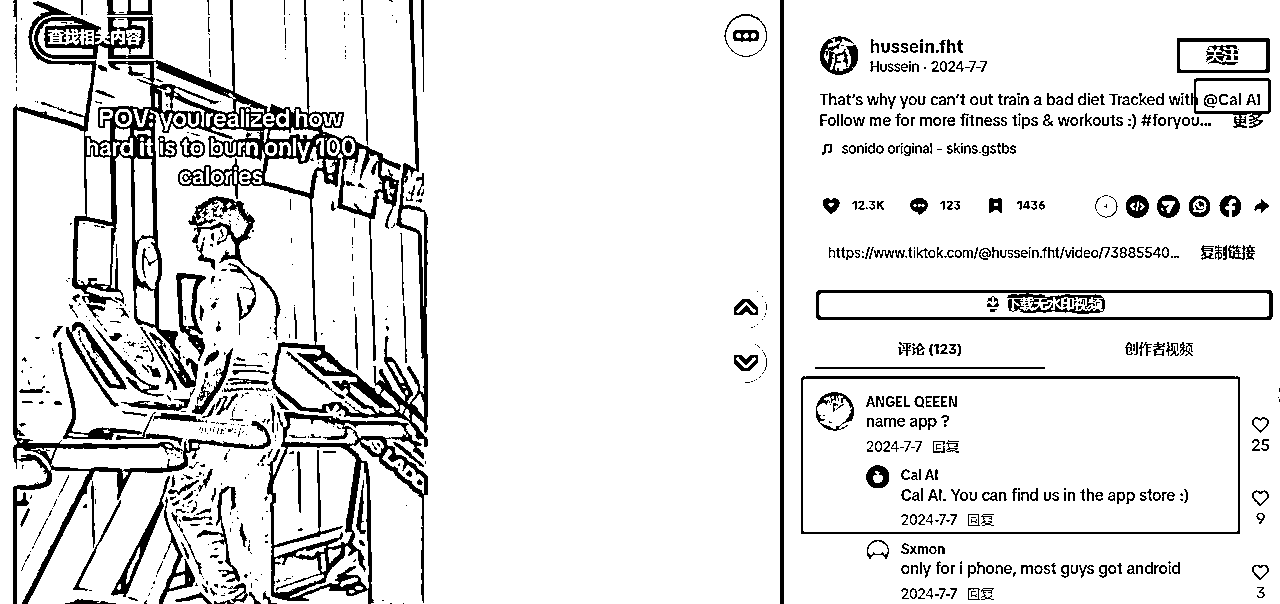 查找相关内容
POV: you realized how
hard it is to burn only 100
calories
hussein.fht
Hussein · 2024-7-7
关注
That's why you can't out train a bad diet Tracked with @Cal AI
Follow me for more fitness tips & workouts :) #foryou... 更多
sonido original - skins.gstbs
12.3K
123
1436
https://www.tiktok.com/@hussein.fht/video/73885540...
复制链接
下载无水印视频
评论 (123)
创作者视频
ANGEL QEEEN
name app ?
2024-7-7 回复
25
Cal AI
Cal AI. You can find us in the app store :)
2024-7-7 回复
9
Sxmon
only for i phone, most guys got android
2024-7-7 回复
3